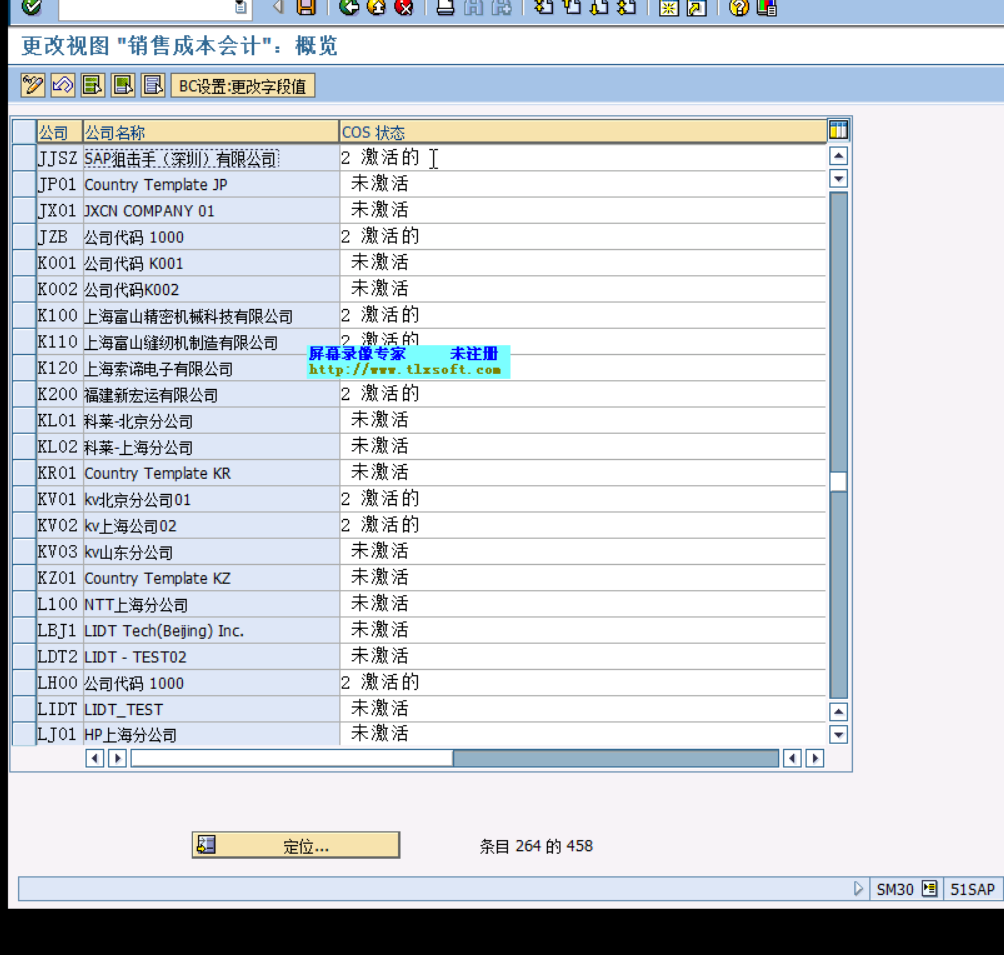 更改视图 "销售成本会计": 概览
BC设置:更改字段值
公司 公司名称 COS 状态
JJSZ SAP狙击手（深圳）有限公司 2 激活的
JP01 Country Template JP 未激活
JX01 JXCN COMPANY 01 未激活
JZB 公司代码 1000 2 激活的
K001 公司代码 K001 未激活
K002 公司代码K002 未激活
K100 上海富山精密机械科技有限公司 2 激活的
K110 上海富山缝纫机制造有限公司 2 激活的
屏幕录像专家 未注册
K120 上海索谛电子有限公司 http://www.tlxsoft.com
K200 福建新宏运有限公司 2 激活的
KL01 科莱-北京分公司 未激活
KL02 科莱-上海分公司 未激活
KR01 Country Template KR 未激活
KV01 kv北京分公司01 2 激活的
KV02 kv上海公司02 2 激活的
KV03 kv山东分公司 未激活
KZ01 Country Template KZ 未激活
L100 NTT上海分公司 未激活
LBJ1 LIDT Tech(Beijing) Inc. 未激活
LDT2 LIDT - TEST02 未激活
LH00 公司代码 1000 2 激活的
LIDT LIDT_TEST 未激活
LJ01 HP上海分公司 未激活
定位... 条目 264 的 458
SM30 51SAP